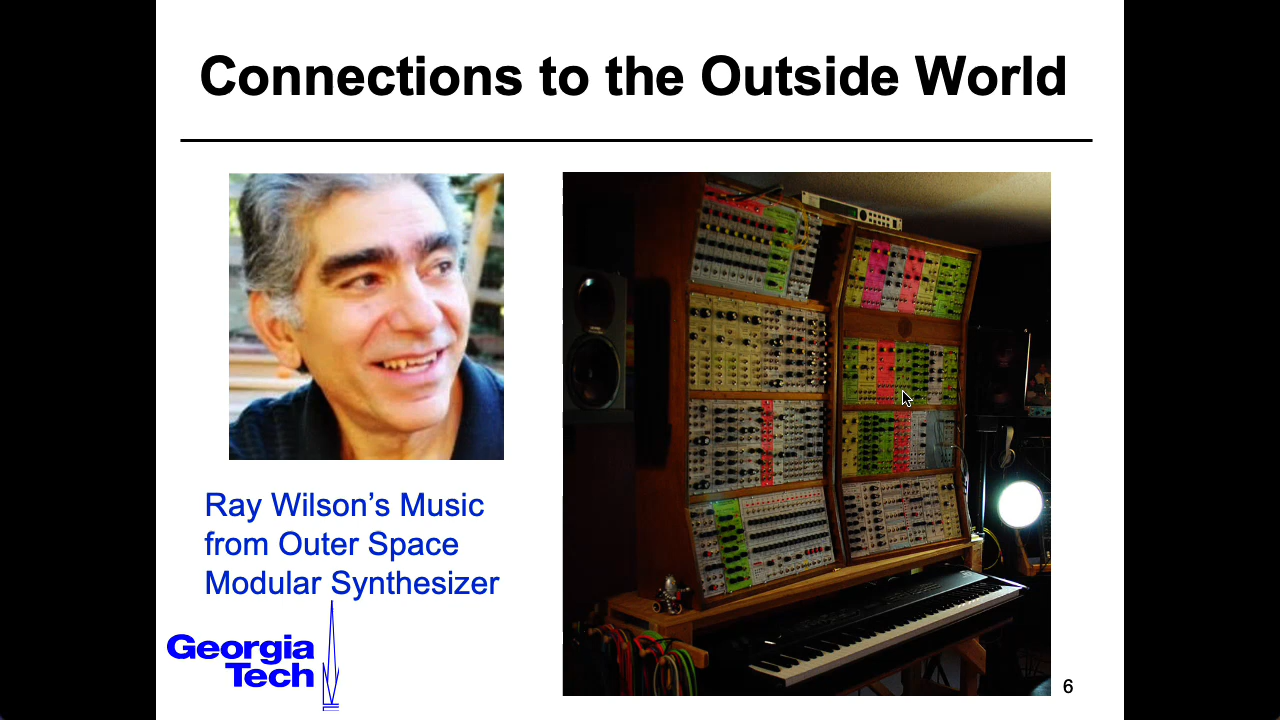 Connections to the Outside World
Ray Wilson’s Music
from Outer Space
Modular Synthesizer
Georgia
Tech
6